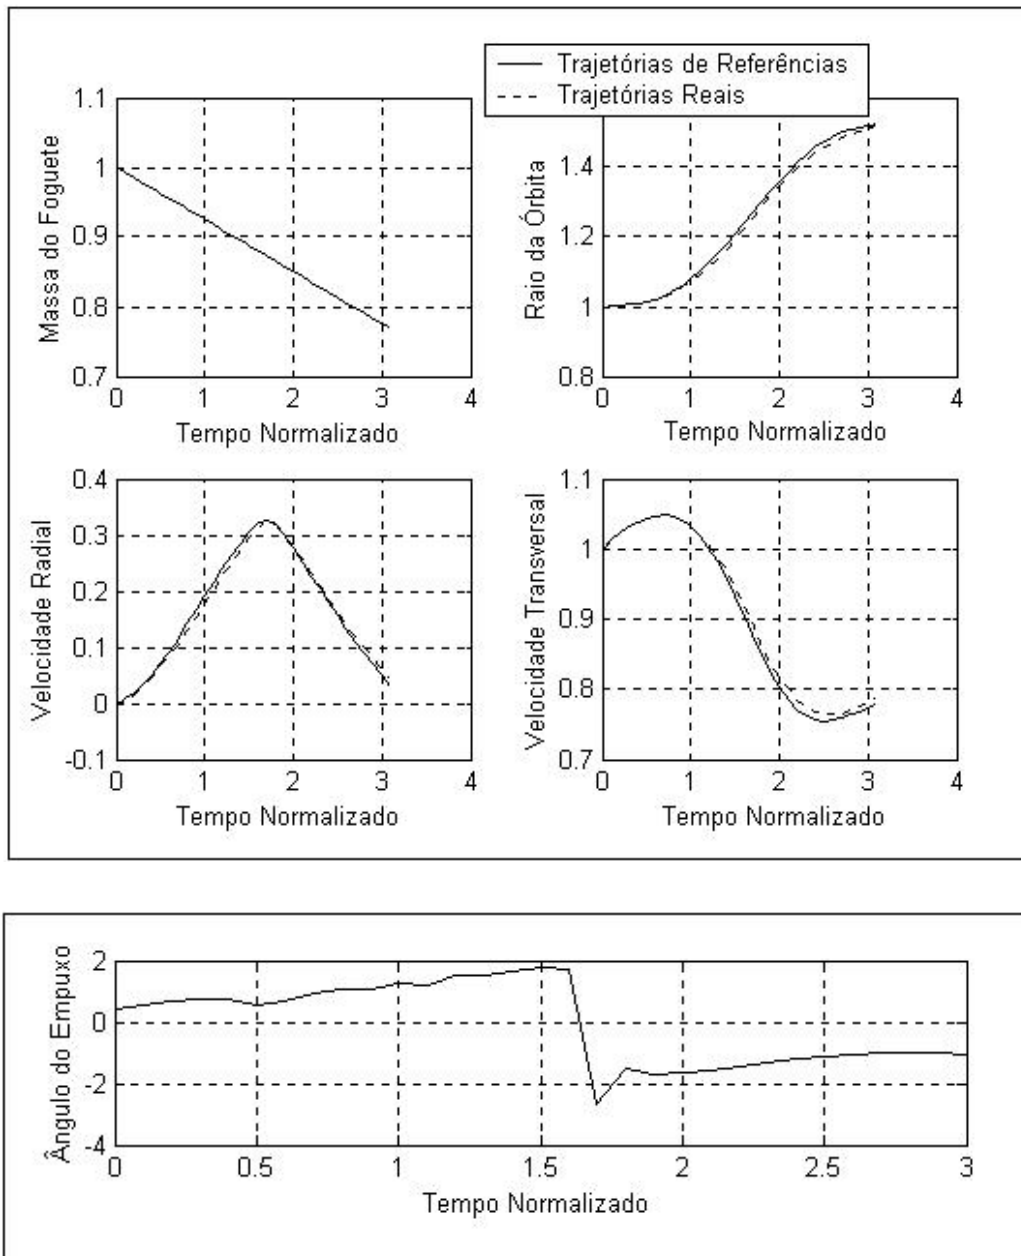 Trajetórias de Referências
Trajetórias Reais
1.1
1
0.9
0.8
0.7
0 1 2 3 4
Massa do Foguete
Tempo Normalizado
1.4
1.2
1
0.8
0 1 2 3 4
Raio da Órbita
Tempo Normalizado
0.4
0.3
0.2
0.1
0
-0.1
0 1 2 3 4
Velocidade Radial
Tempo Normalizado
1.1
1
0.9
0.8
0.7
0 1 2 3 4
Velocidade Transversal
Tempo Normalizado
2
0
-2
-4
0 0.5 1 1.5 2 2.5 3
Ângulo do Empuxo
Tempo Normalizado